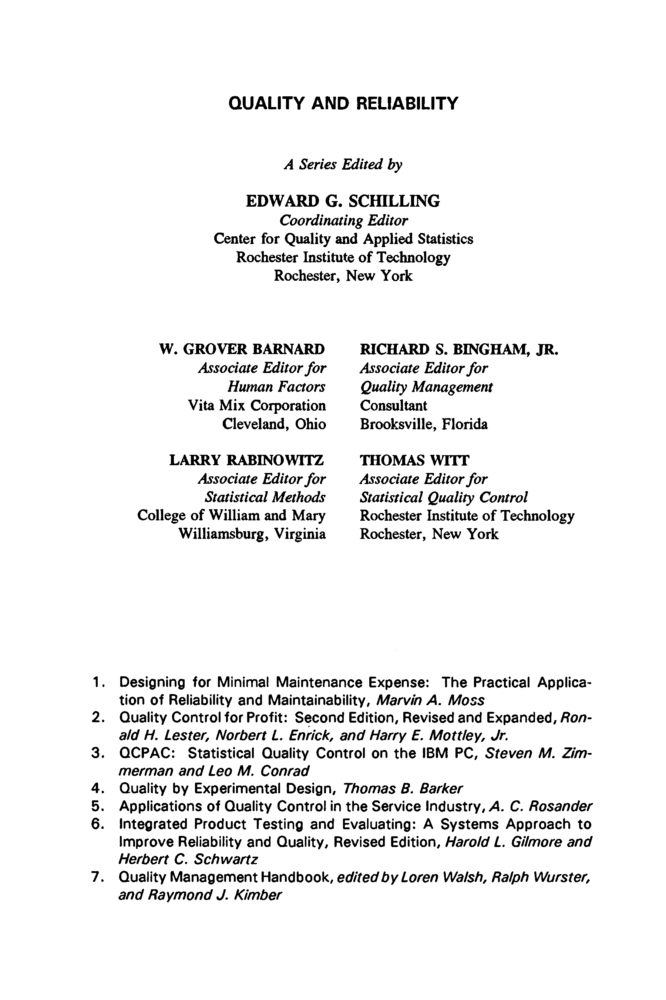 QUALITY AND RELIABILITY
A Series Edited by
EDWARD G. SCHILLING
Coordinating Editor
Center for Quality and Applied Statistics
Rochester Institute of Technology
Rochester, New York
W. GROVER BARNARD
Associate Editor for
Human Factors
Vita Mix Corporation
Cleveland, Ohio
RICHARD S. BINGHAM, JR.
Associate Editor for
Quality Management
Consultant
Brooksville, Florida
LARRY RABINOWITZ
Associate Editor for
Statistical Methods
College of William and Mary
Williamsburg, Virginia
THOMAS WITT
Associate Editor for
Statistical Quality Control
Rochester Institute of Technology
Rochester, New York
1. Designing for Minimal Maintenance Expense: The Practical Applica-
tion of Reliability and Maintainability, Marvin A. Moss
2. Quality Control for Profit: Second Edition, Revised and Expanded, Ron-
ald H. Lester, Norbert L. Enrick, and Harry E. Mottley, Jr.
3. QCPAC: Statistical Quality Control on the IBM PC, Steven M. Zim-
merman and Leo M. Conrad
4. Quality by Experimental Design, Thomas B. Barker
5. Applications of Quality Control in the Service Industry, A. C. Rosander
6. Integrated Product Testing and Evaluating: A Systems Approach to
Improve Reliability and Quality, Revised Edition, Harold L. Gilmore and
Herbert C. Schwartz
7. Quality Management Handbook, edited by Loren Walsh, Ralph Wurster,
and Raymond J. Kimber